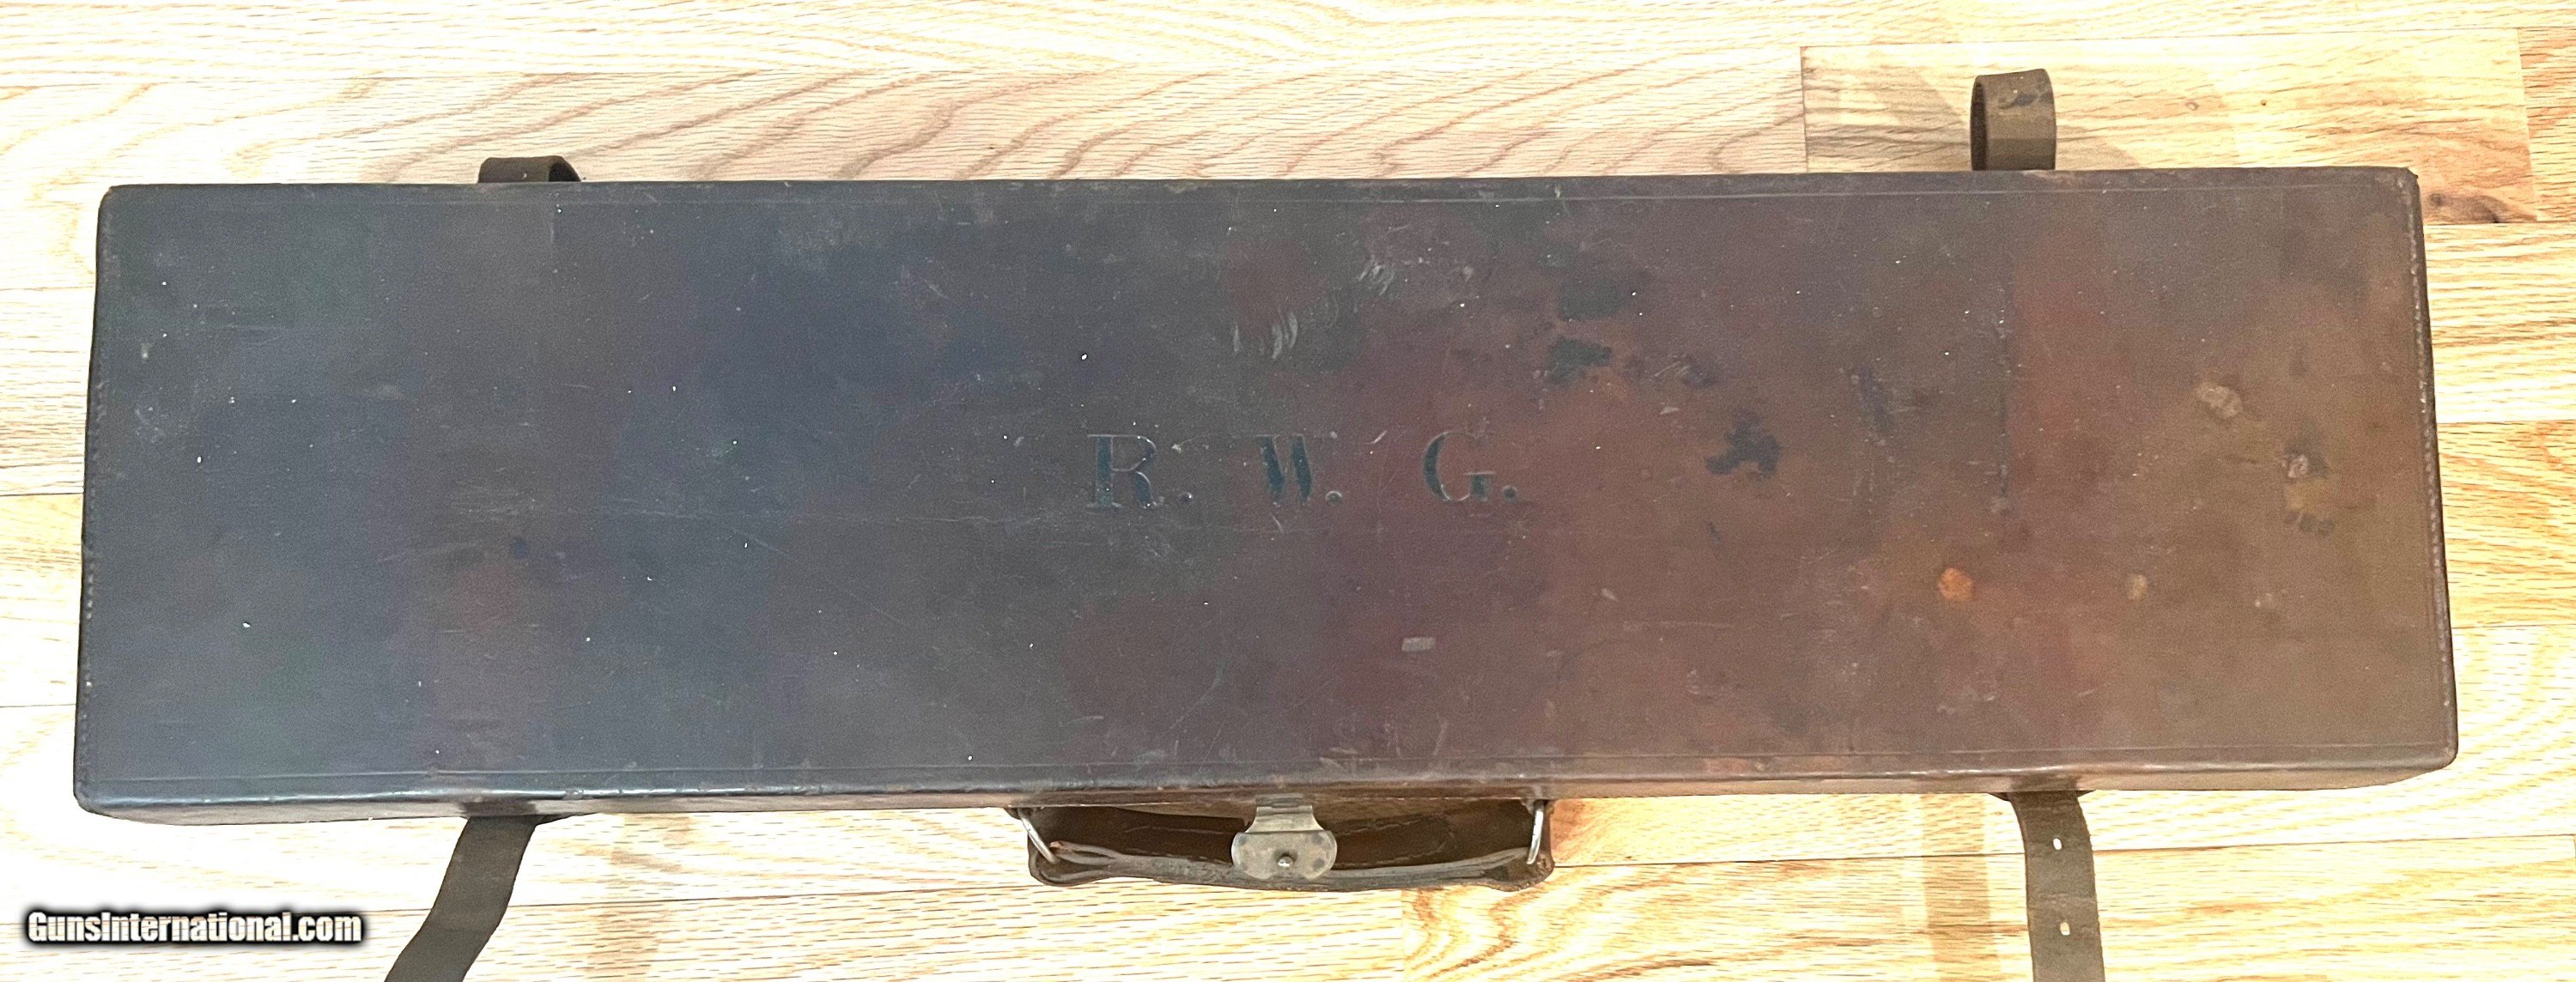 R. W. G.
GunsInternational.com